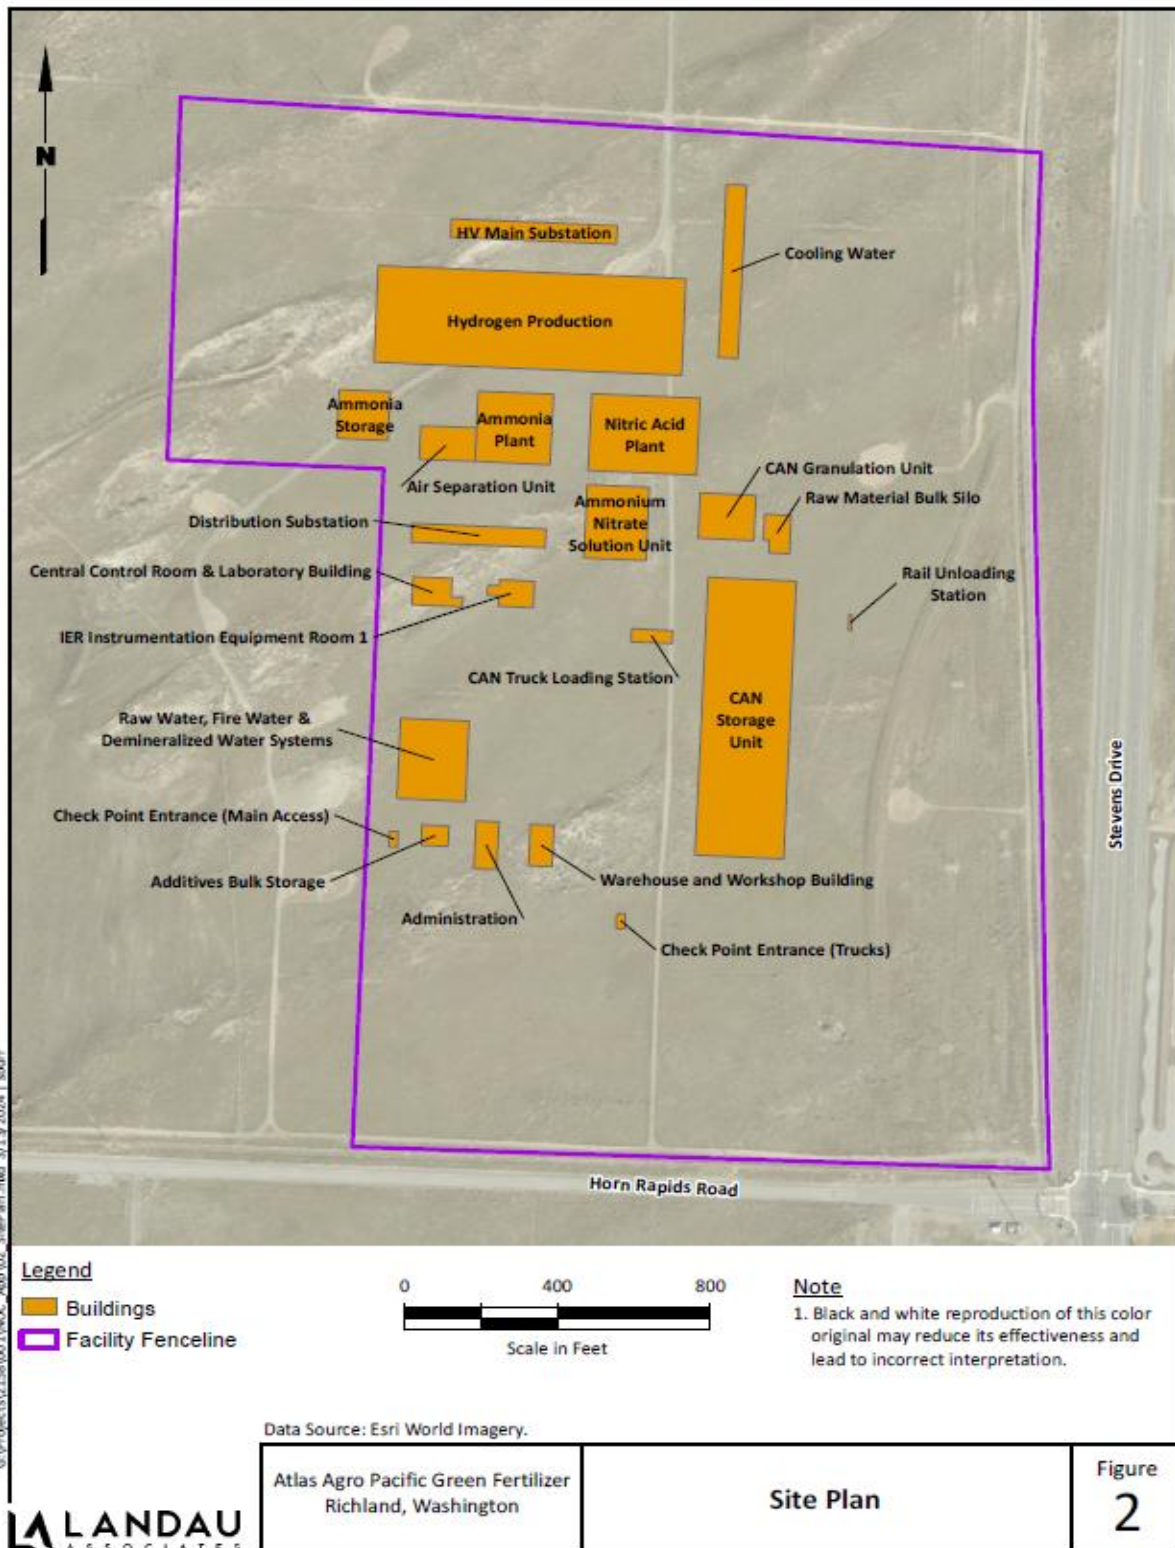 N
HV Main Substation
Cooling Water
Hydrogen Production
Ammonia
Storage
Ammonia
Plant
Nitric Acid
Plant
CAN Granulation Unit
Air Separation Unit
Raw Material Bulk Silo
Ammonium
Nitrate
Solution Unit
Distribution Substation
Central Control Room & Laboratory Building
Rail Unloading
Station
IER Instrumentation Equipment Room 1
CAN Truck Loading Station
CAN
Storage
Unit
Raw Water, Fire Water &
Demineralized Water Systems
Stevens Drive
Check Point Entrance (Main Access)
Additives Bulk Storage
Warehouse and Workshop Building
Administration
Check Point Entrance (Trucks)
Horn Rapids Road
Legend
Buildings
Facility Fenceline
0 400 800
Scale in Feet
Note
1. Black and white reproduction of this color
original may reduce its effectiveness and
lead to incorrect interpretation.
Data Source: Esri World Imagery.
LANDAU
ASSOCIATES
Atlas Agro Pacific Green Fertilizer
Richland, Washington
Site Plan
Figure
2